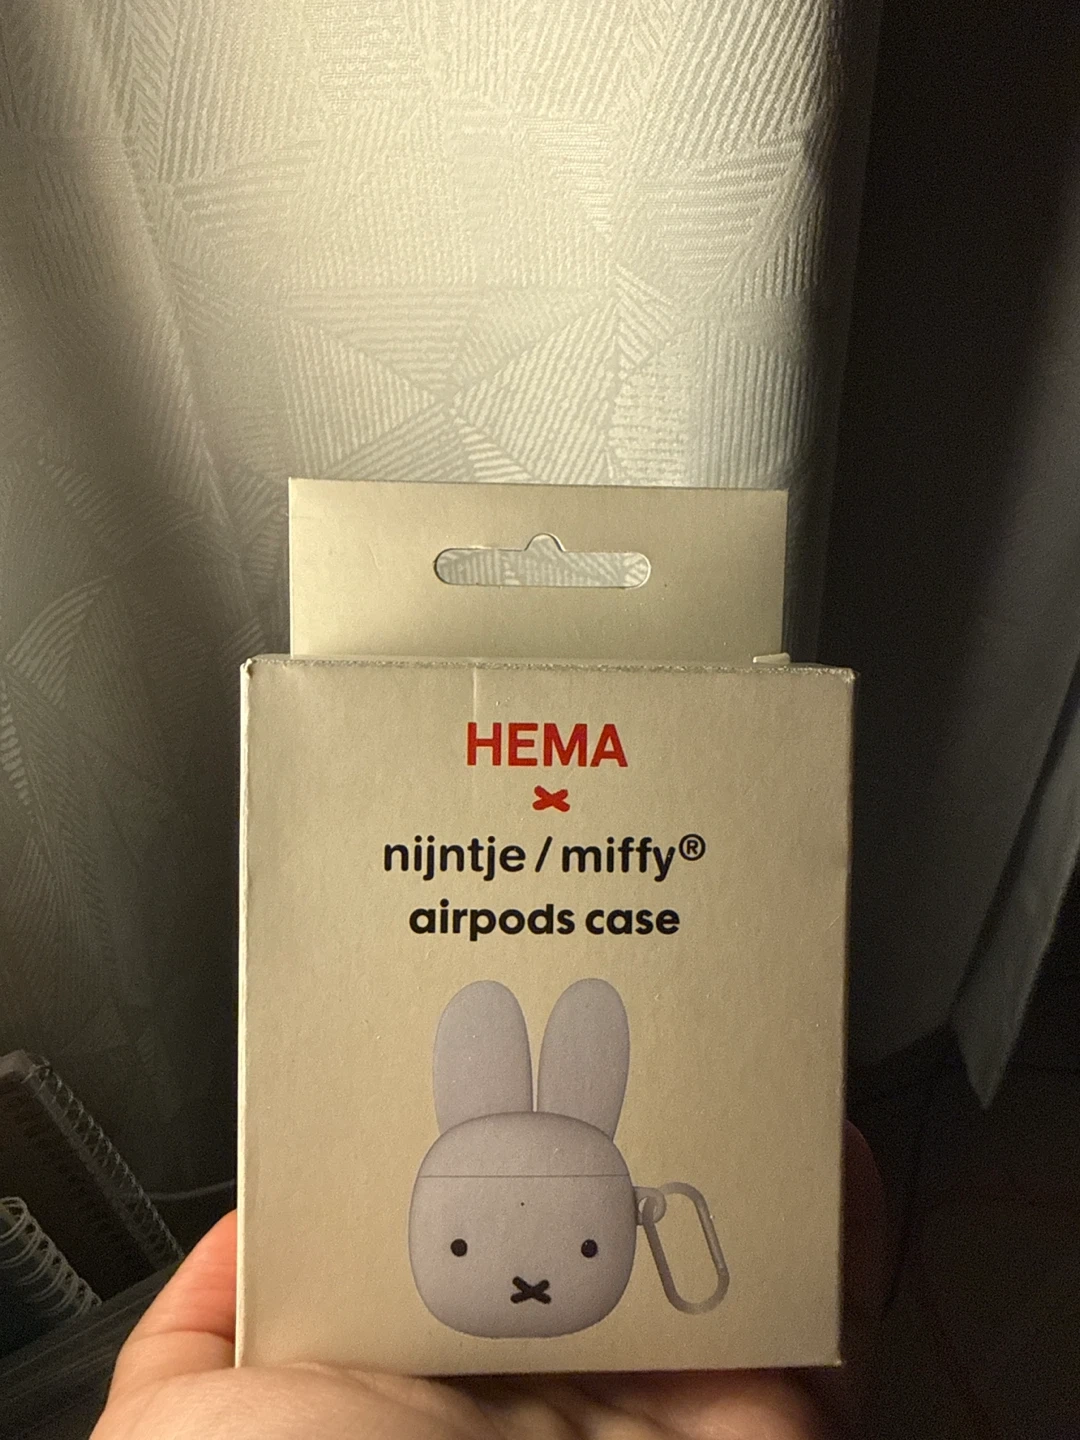 HEMA
×
nijntje / miffy®
airpods case